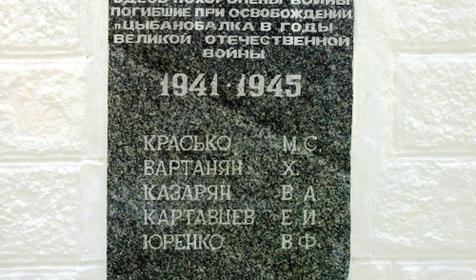 ЗДЕСЬ ПОХОРОНЕНЫ ВОИНЫ
ПОГИБШИЕ ПРИ ОСВОБОЖДЕНИИ
п.ЦЫБАНОБАЛКА В ГОДЫ
ВЕЛИКОЙ ОТЕЧЕСТВЕННОЙ
ВОЙНЫ
1941-1945
КРАСЬКО М.С.
ВАРТАНЯН Х.
КАЗАРЯН В А
КАРТАВЦЕВ Е И
ЮРЕНКО В Ф